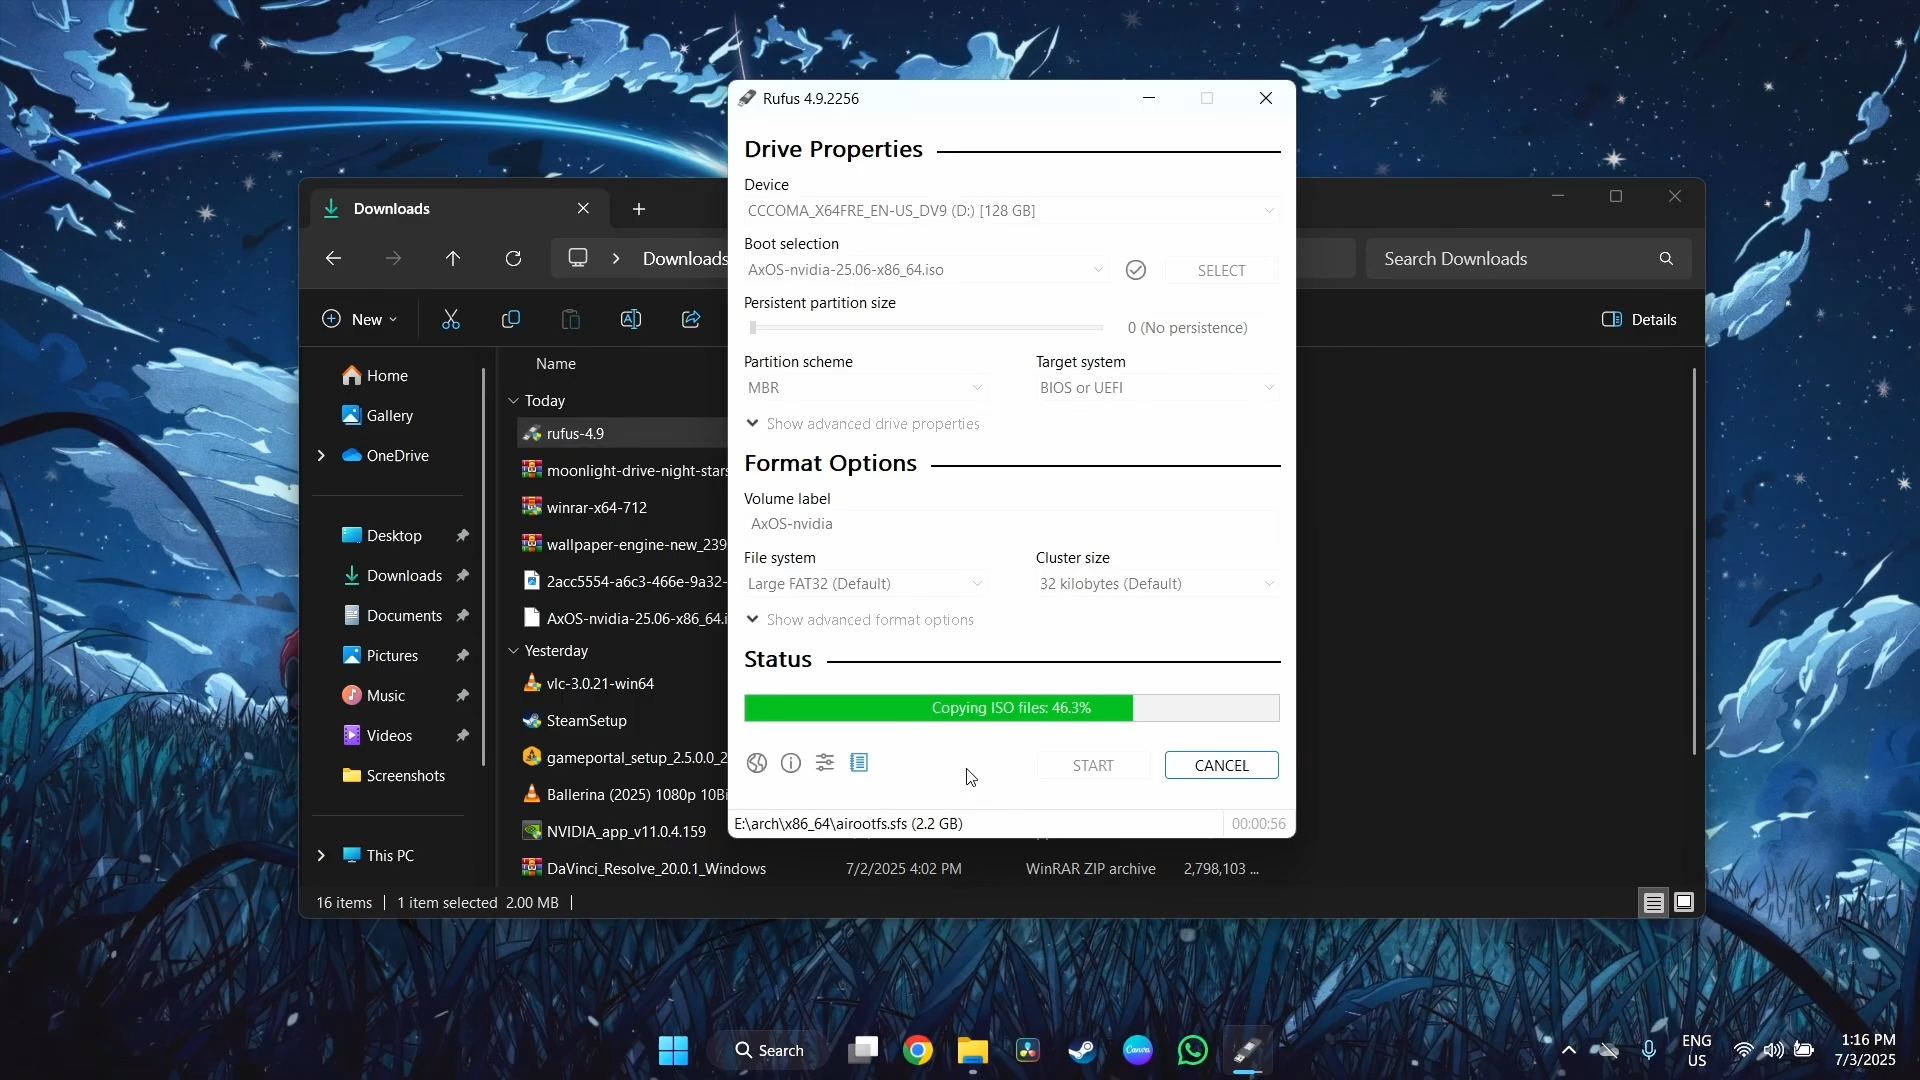 Rufus 4.9.2256
Drive Properties
Device
CCCOMA_X64FRE_EN-US_DV9 (D:) [128 GB]
Boot selection
AxOS-nvidia-25.06-x86_64.iso
SELECT
Persistent partition size
0 (No persistence)
Partition scheme
Target system
MBR
BIOS or UEFI
Show advanced drive properties
Format Options
Volume label
AxOS-nvidia
File system
Cluster size
Large FAT32 (Default)
32 kilobytes (Default)
Show advanced format options
Status
Copying ISO files: 46.3%
START
CANCEL
E:\arch\x86_64\airootfs.sfs (2.2 GB)
00:00:56
Downloads
Downloads
Search Downloads
New
Details
Home
Gallery
OneDrive
Desktop
Downloads
Documents
Pictures
Music
Videos
Screenshots
This PC
Name
Today
rufus-4.9
moonlight-drive-night-stars
winrar-x64-712
wallpaper-engine-new_239
2acc5554-a6c3-466e-9a32-
AxOS-nvidia-25.06-x86_64.i
Yesterday
vlc-3.0.21-win64
SteamSetup
gameportal_setup_2.5.0.0_2
Ballerina (2025) 1080p 10Bi
NVIDIA_app_v11.0.4.159
DaVinci_Resolve_20.0.1_Windows
7/2/2025 4:02 PM
WinRAR ZIP archive
2,798,103 ...
16 items
1 item selected 2.00 MB
Search
Canva
ENG
US
1:16 PM
7/3/2025